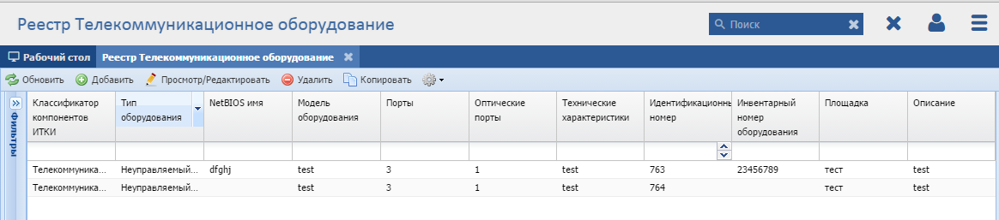 Реестр Телекоммуникационное оборудование
Поиск
Рабочий стол Реестр Телекоммуникационное оборудование
Обновить Добавить Просмотр/Редактировать Удалить Копировать
Фильтры
Классификатор компонентов ИТКИ
Тип оборудования
NetBIOS имя
Модель оборудования
Порты
Оптические порты
Технические характеристики
Идентификационны номер
Инвентарный номер оборудования
Площадка
Описание
Телекоммуника... Неуправляемый... dfghj test 3 1 test 763 23456789 тест test
Телекоммуника... Неуправляемый... test 3 1 test 764 тест test